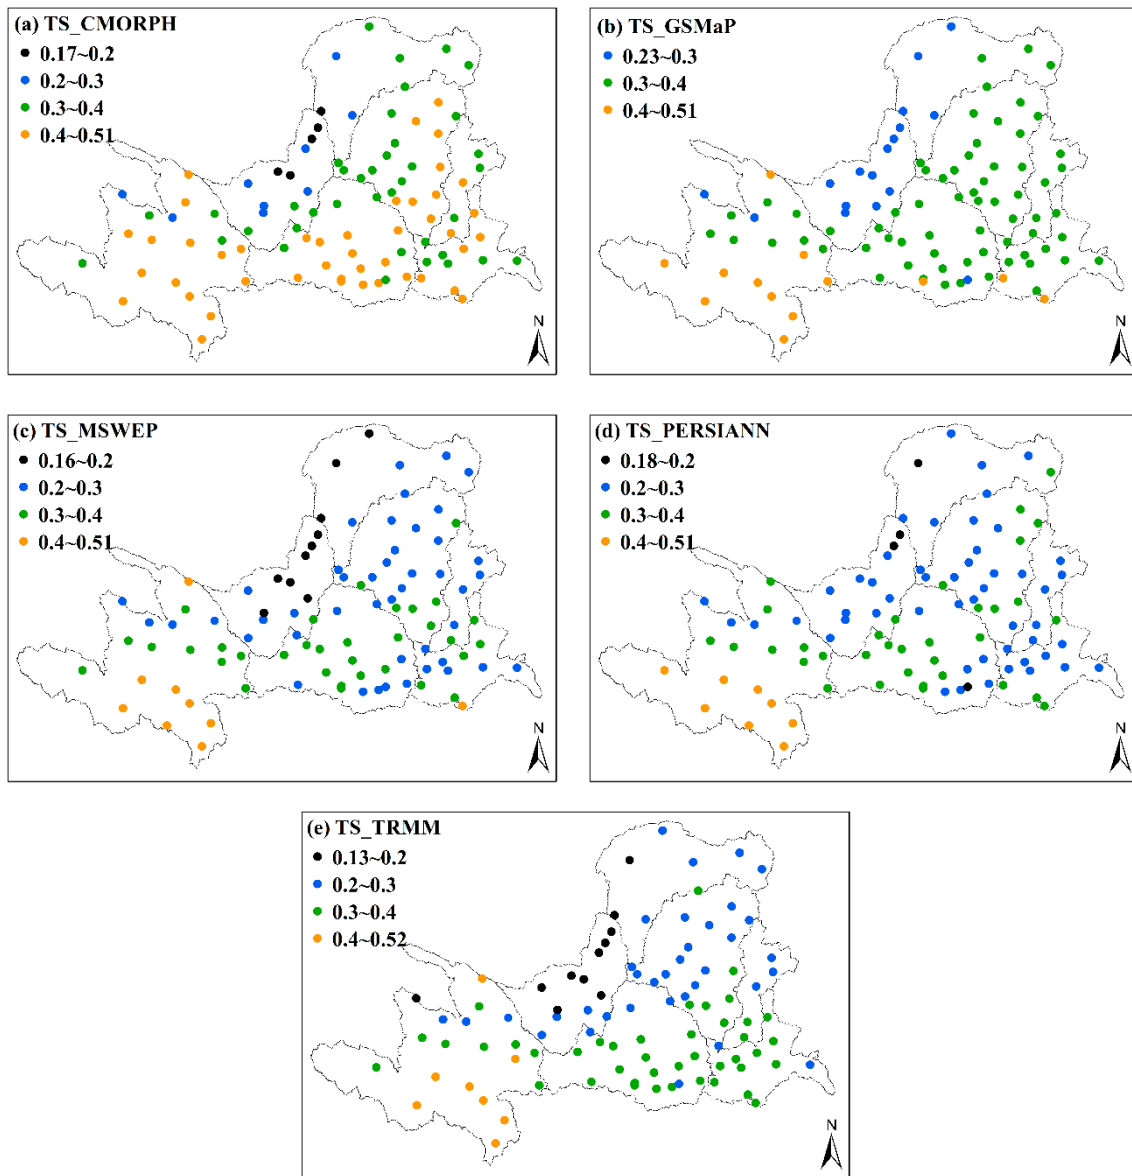 (a) TS_CMORPH
0.17~0.2
0.2~0.3
0.3~0.4
0.4~0.51
N
(b) TS_GSMaP
0.23~0.3
0.3~0.4
0.4~0.51
N
(c) TS_MSWEP
0.16~0.2
0.2~0.3
0.3~0.4
0.4~0.51
N
(d) TS_PERSIANN
0.18~0.2
0.2~0.3
0.3~0.4
0.4~0.51
N
(e) TS_TRMM
0.13~0.2
0.2~0.3
0.3~0.4
0.4~0.52
N